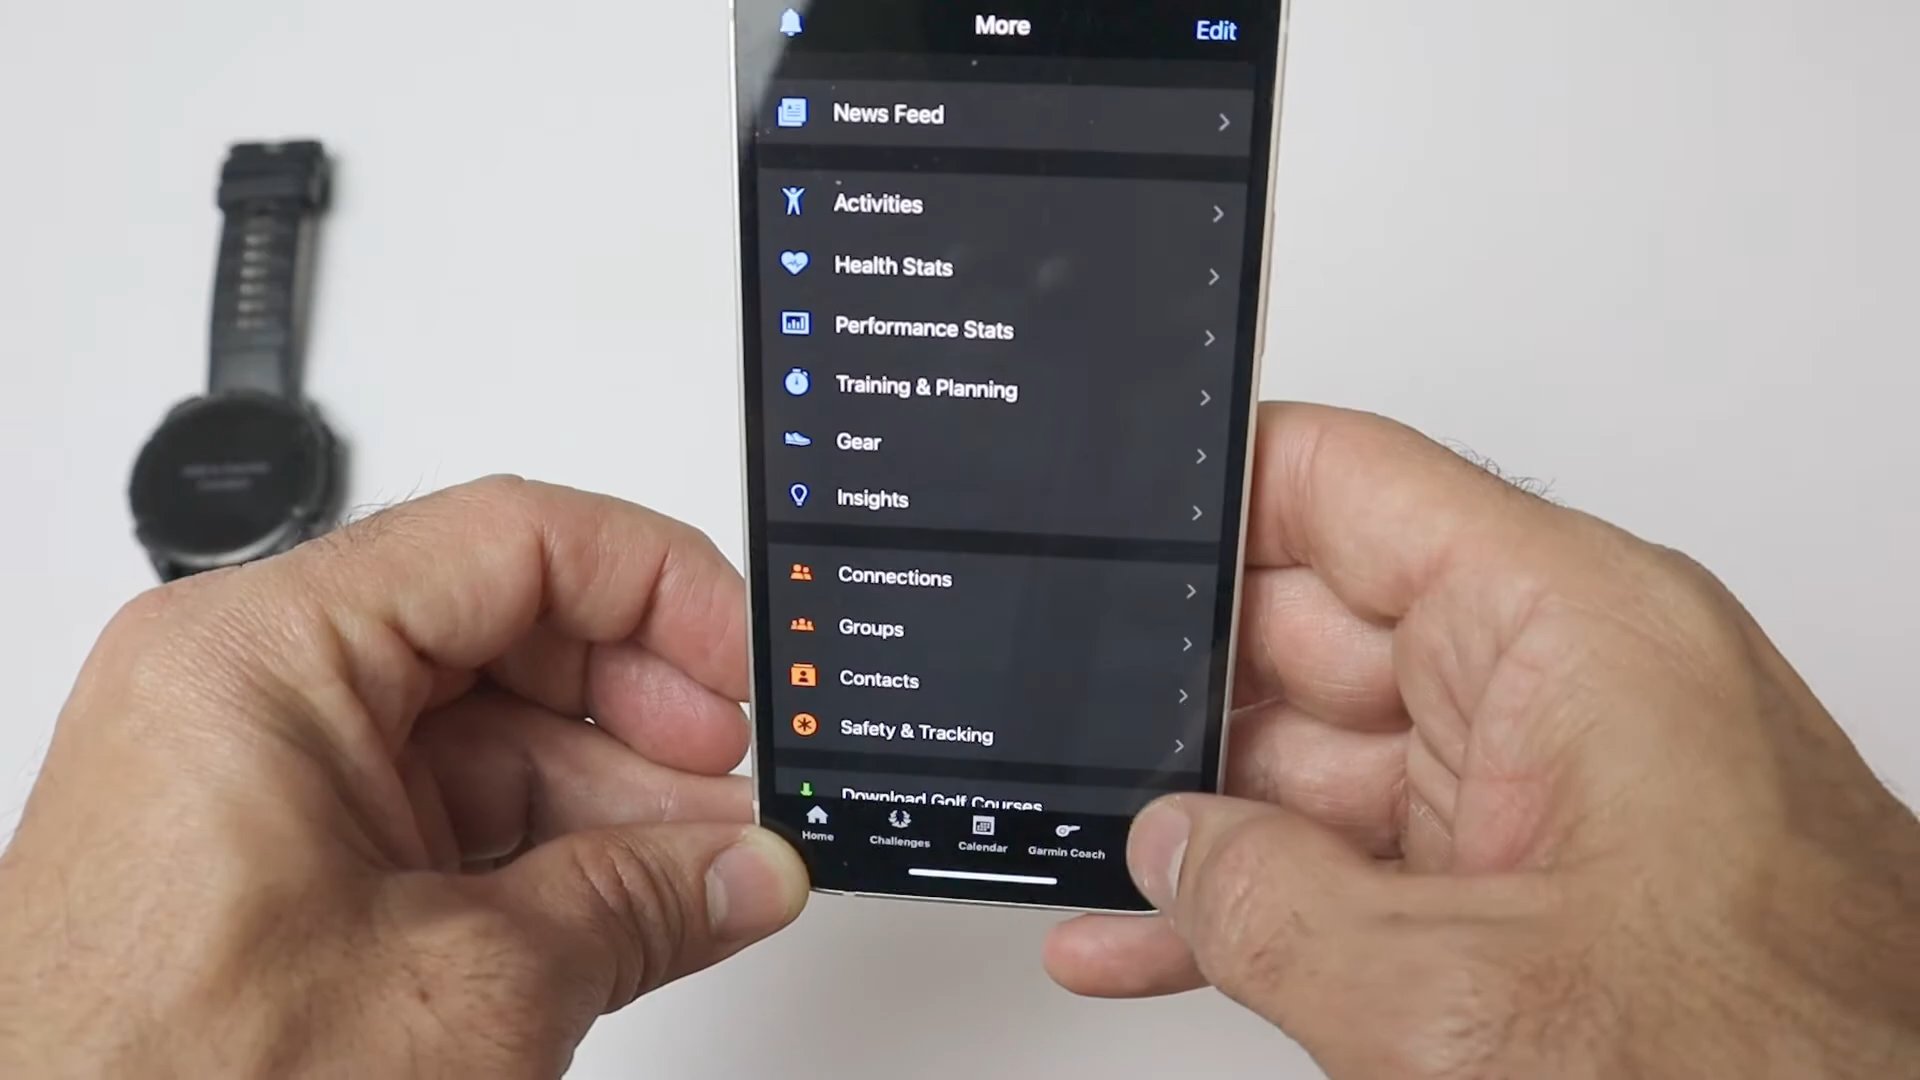 More
Edit
News Feed
Activities
Health Stats
Performance Stats
Training & Planning
Gear
Insights
Connections
Groups
Contacts
Safety & Tracking
Download Golf Courses
Home
Challenges
Calendar
Garmin Coach